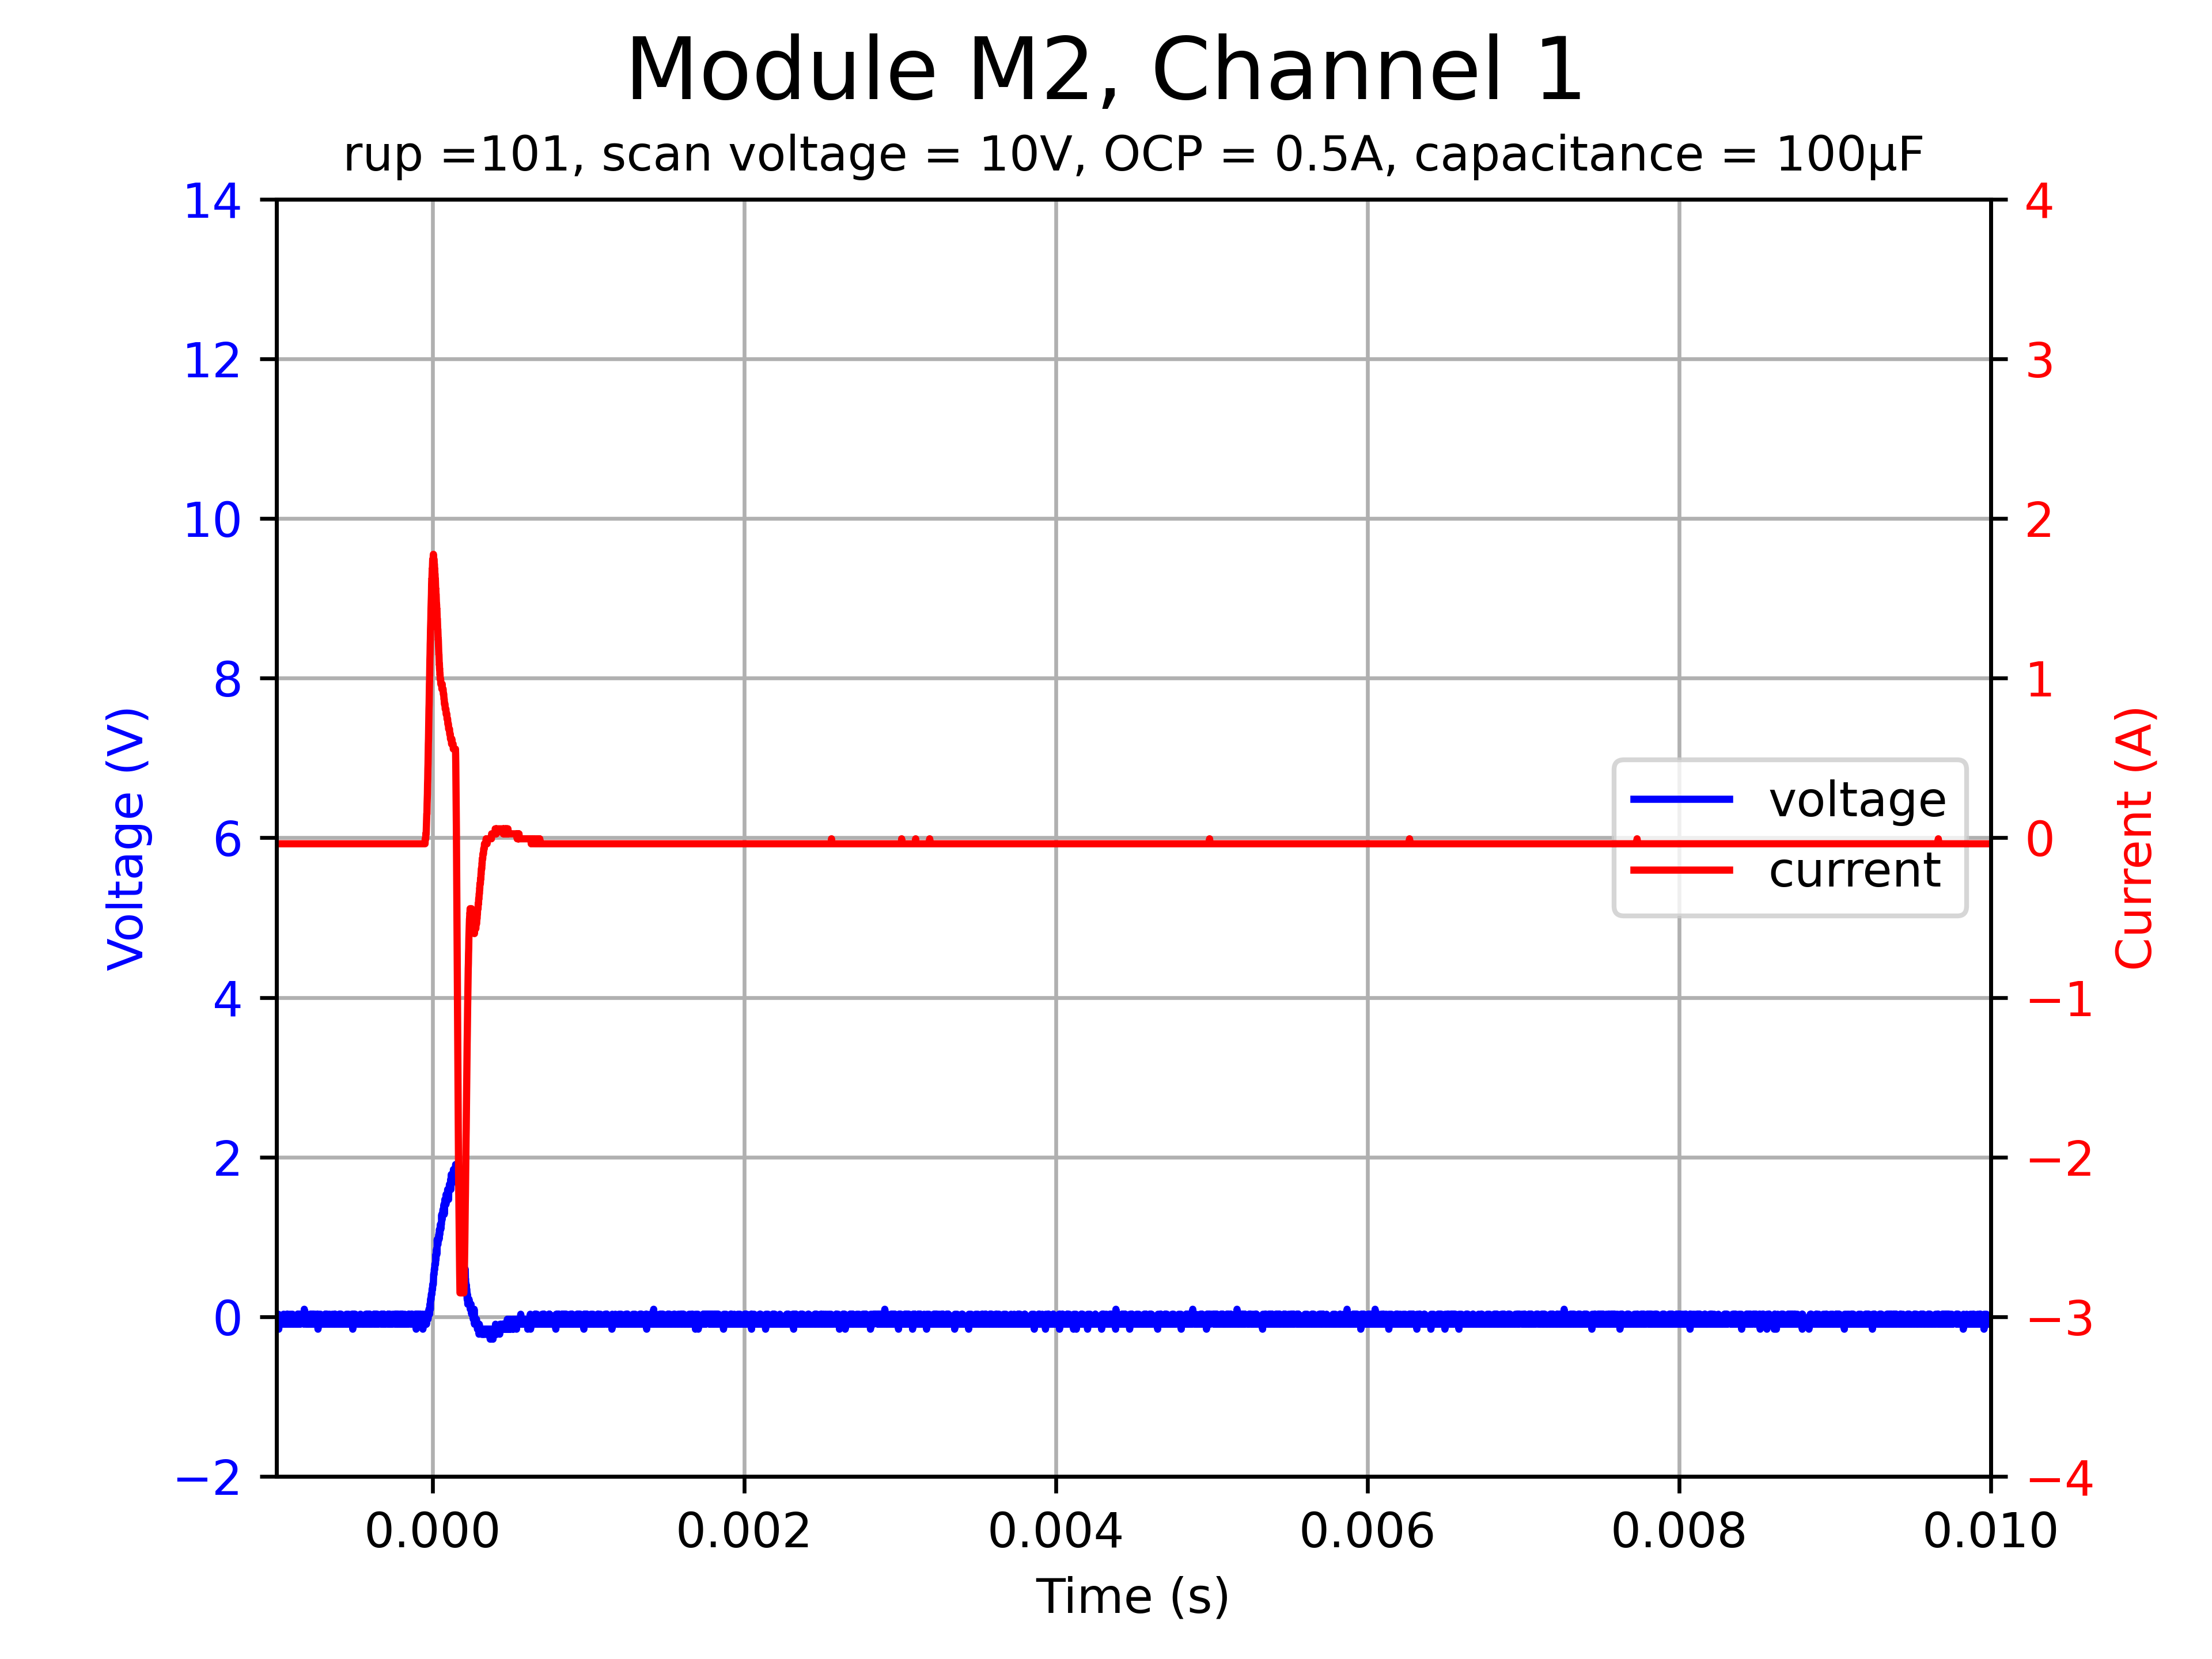 Module M2, Channel 1
rup =101, scan voltage = 10V, OCP = 0.5A, capacitance = 100μF
14
12
10
8
6
4
2
0
−2
Voltage (V)
4
3
2
1
0
−1
−2
−3
−4
Current (A)
voltage
current
0.000 0.002 0.004 0.006 0.008 0.010
Time (s)